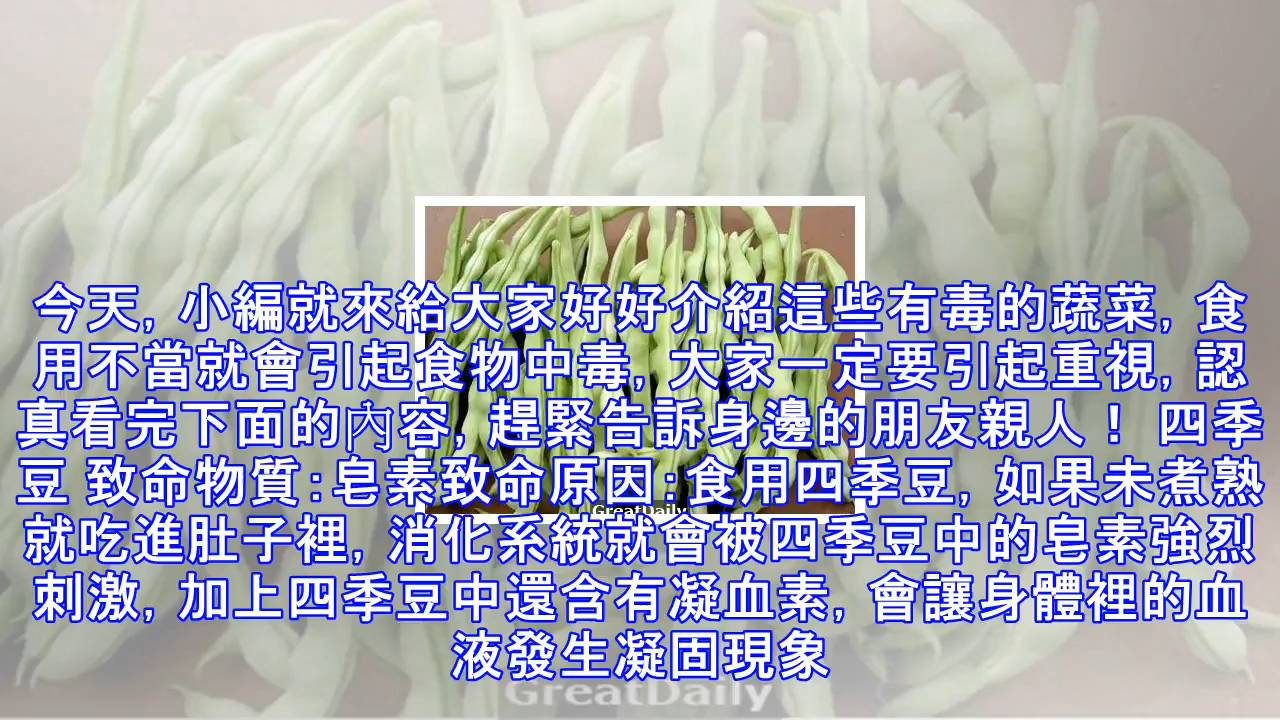 今天, 小編就來給大家好好介紹這些有毒的蔬菜, 食
用不當就會引起食物中毒, 大家一定要引起重視, 認
真看完下面的內容, 趕緊告訴身邊的朋友親人！ 四季
豆 致命物質:皂素致命原因:食用四季豆, 如果未煮熟
就吃進肚子裡, 消化系統就會被四季豆中的皂素強烈
刺激, 加上四季豆中還含有凝血素, 會讓身體裡的血
液發生凝固現象
GreatDaily
GreatDaily